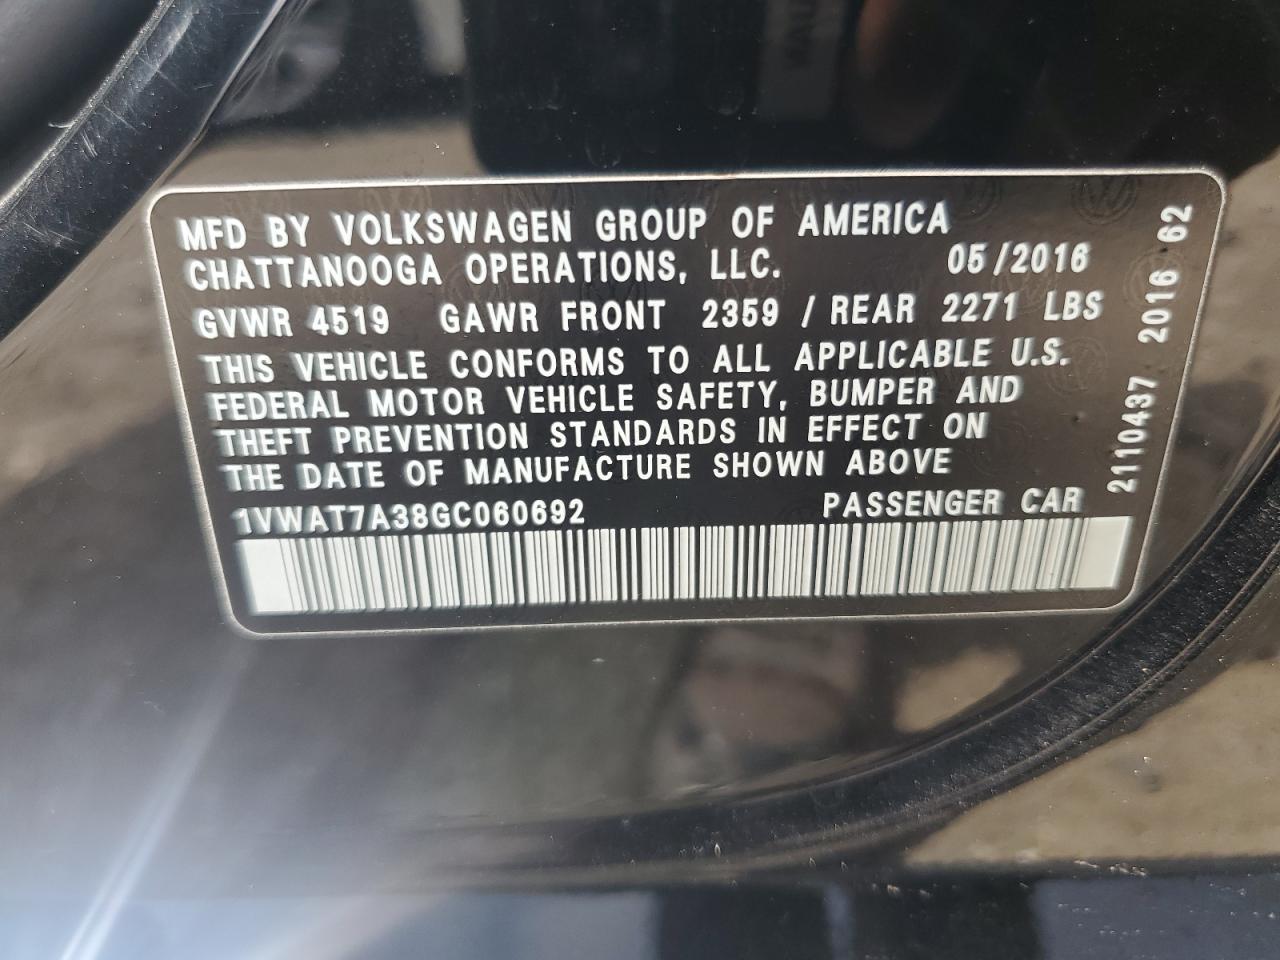 MFD BY VOLKSWAGEN GROUP OF AMERICA
CHATTANOOGA OPERATIONS, LLC. 05/2016
GVWR 4519 GAWR FRONT 2359 / REAR 2271 LBS
THIS VEHICLE CONFORMS TO ALL APPLICABLE U.S.
FEDERAL MOTOR VEHICLE SAFETY, BUMPER AND
THEFT PREVENTION STANDARDS IN EFFECT ON
THE DATE OF MANUFACTURE SHOWN ABOVE
1VWAT7A38GC060692 PASSENGER CAR
2110437 2016 62